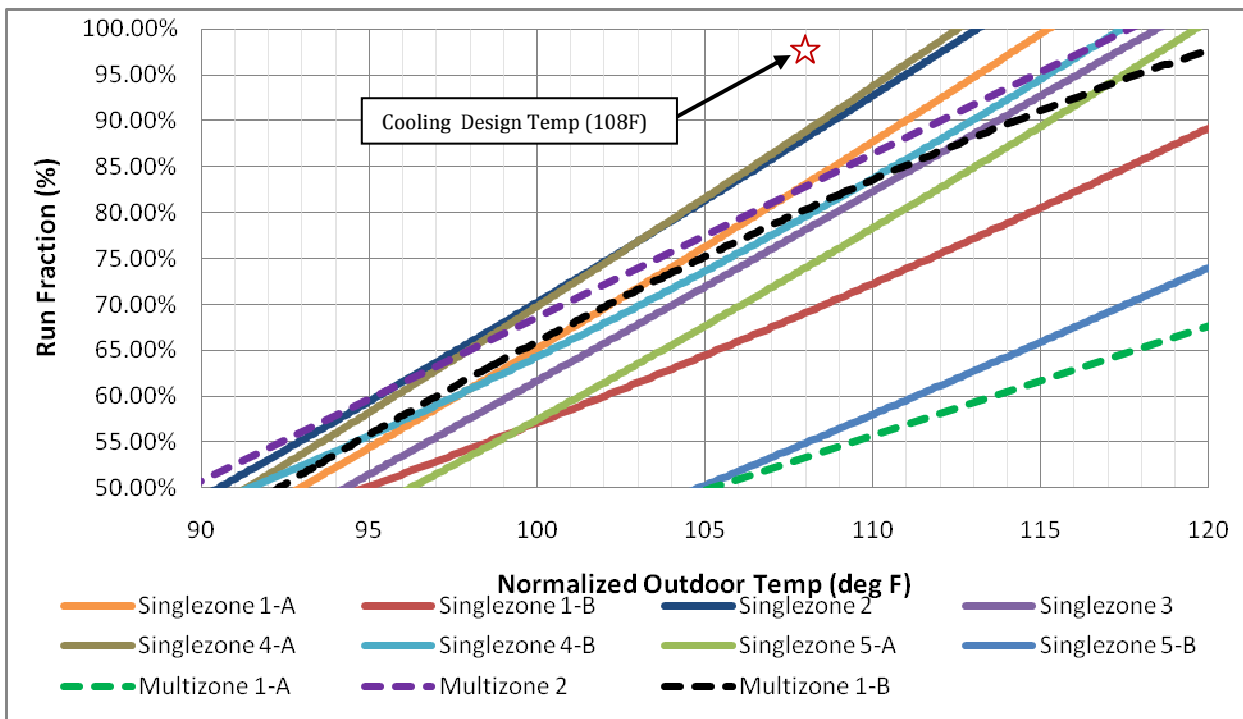 100.00%
95.00%
90.00%
85.00%
80.00%
75.00%
70.00%
65.00%
60.00%
55.00%
50.00%
Run Fraction (%)
Cooling Design Temp (108F)
90 95 100 105 110 115 120
Normalized Outdoor Temp (deg F)
Singlezone 1-A Singlezone 1-B Singlezone 2 Singlezone 3
Singlezone 4-A Singlezone 4-B Singlezone 5-A Singlezone 5-B
Multizone 1-A Multizone 2 Multizone 1-B